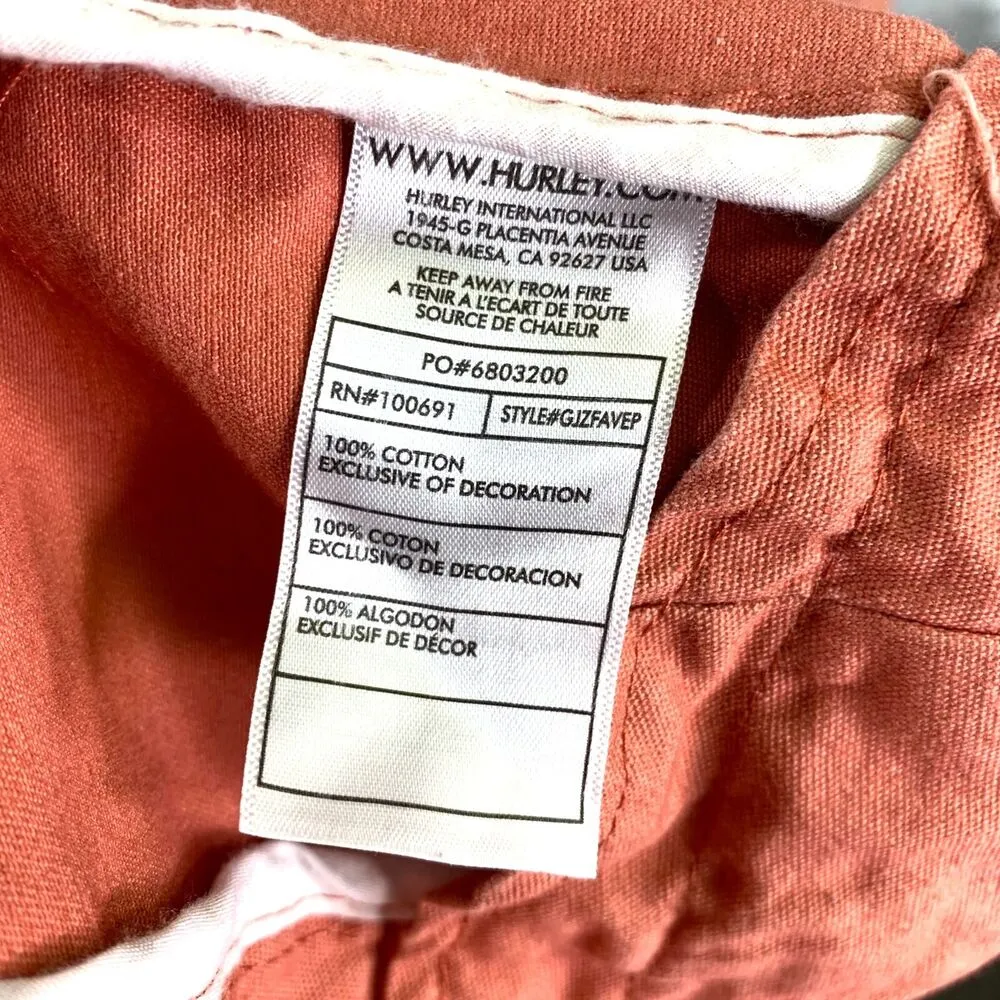 WWW.HURLEY.COM
HURLEY INTERNATIONAL LLC
1945-G PLACENTIA AVENUE
COSTA MESA, CA 92627 USA
KEEP AWAY FROM FIRE
A TENIR A L'ECART DE TOUTE
SOURCE DE CHALEUR
PO#6803200
RN#100691 STYLE#GJZFAVEP
100% COTTON
EXCLUSIVE OF DECORATION
100% COTON
EXCLUSIVO DE DECORACION
100% ALGODON
EXCLUSIF DE DÉCOR